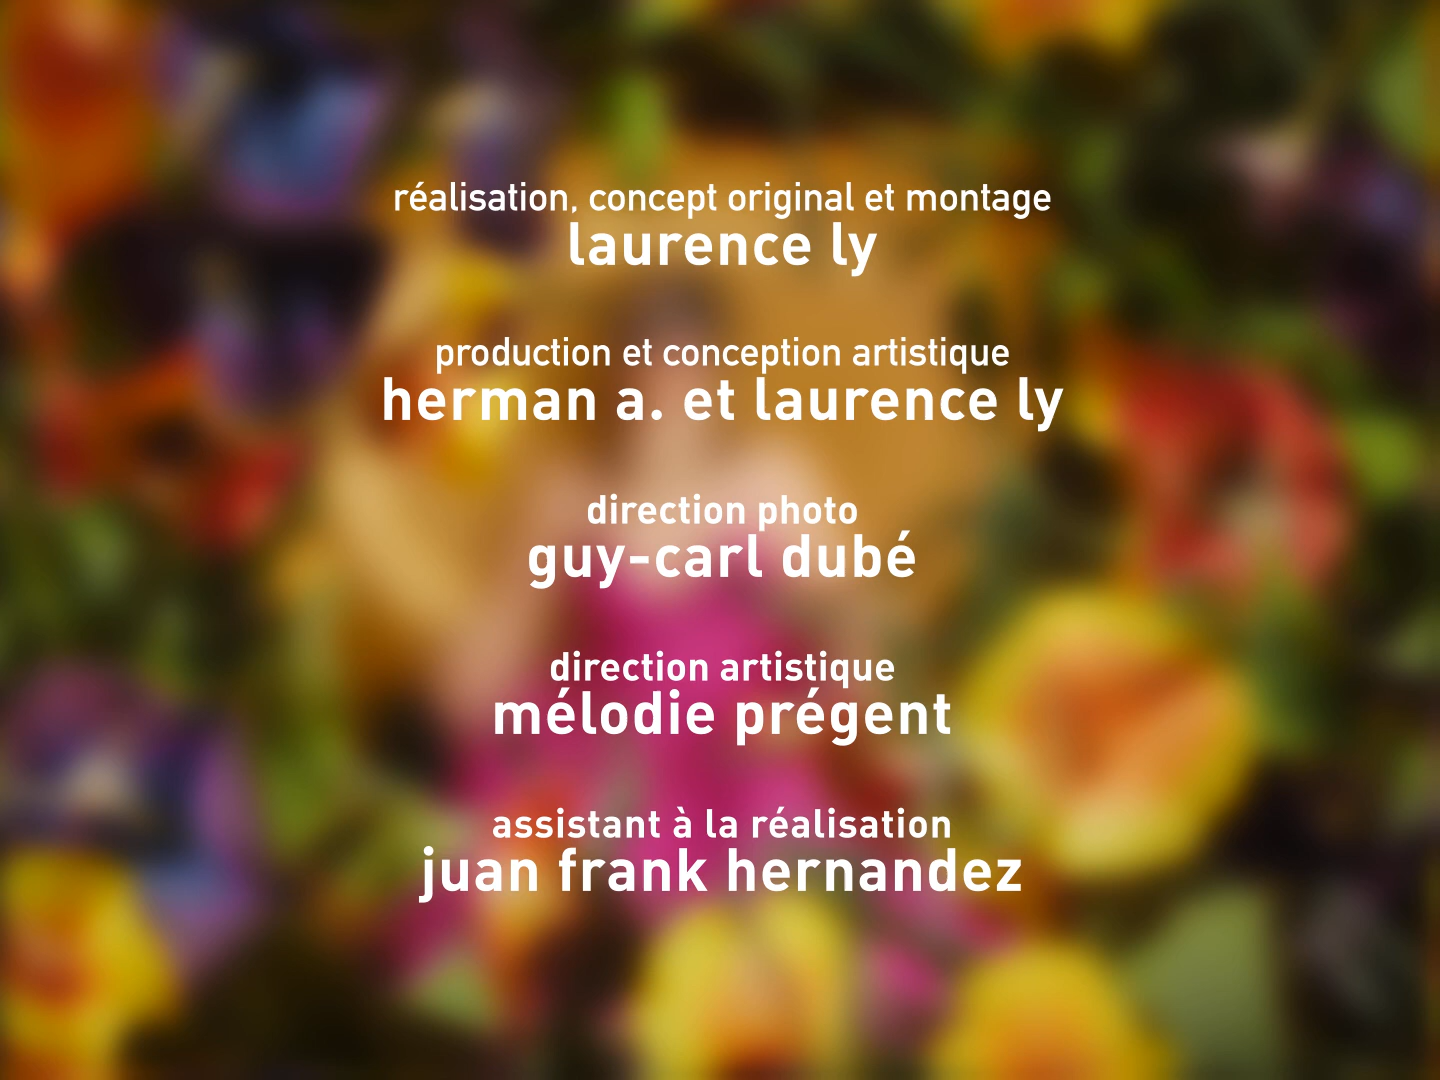 réalisation, concept original et montage
laurence ly
production et conception artistique
herman a. et laurence ly
direction photo
guy-carl dubé
direction artistique
mélodie prégent
assistant à la réalisation
juan frank hernandez